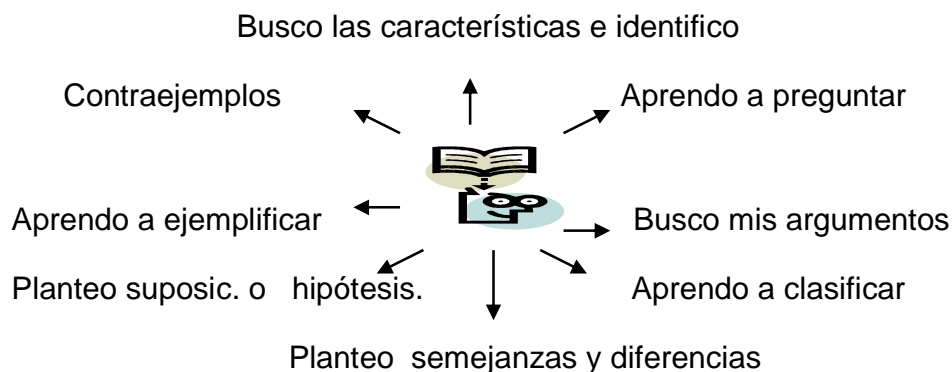 Busco las características e identifico
Contraejemplos Aprendo a preguntar
Aprendo a ejemplificar Busco mis argumentos
Planteo suposic. o hipótesis. Aprendo a clasificar
Planteo semejanzas y diferencias